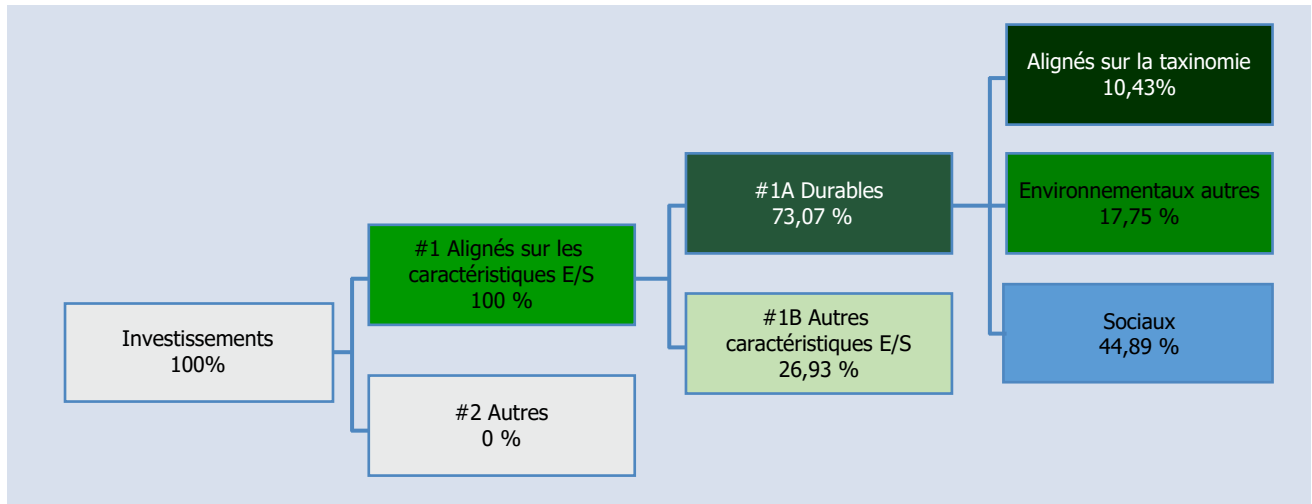 Investissements
100%
#1 Alignés sur les
caractéristiques E/S
100 %
#2 Autres
0 %
#1A Durables
73,07 %
#1B Autres
caractéristiques E/S
26,93 %
Alignés sur la taxinomie
10,43%
Environnementaux autres
17,75 %
Sociaux
44,89 %